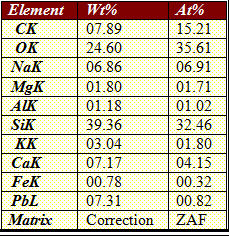 Element Wt% At%
CK 07.89 15.21
OK 24.60 35.61
NaK 06.86 06.91
MgK 01.80 01.71
AlK 01.18 01.02
SiK 39.36 32.46
KK 03.04 01.80
CaK 07.17 04.15
FeK 00.78 00.32
PbL 07.31 00.82
Matrix Correction ZAF